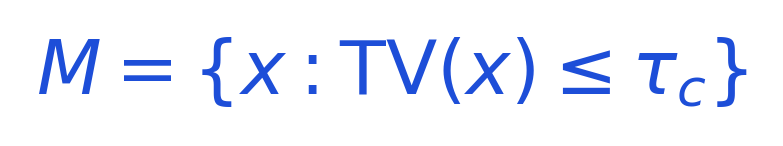 M = {x : TV(x) ≤ τ_c}